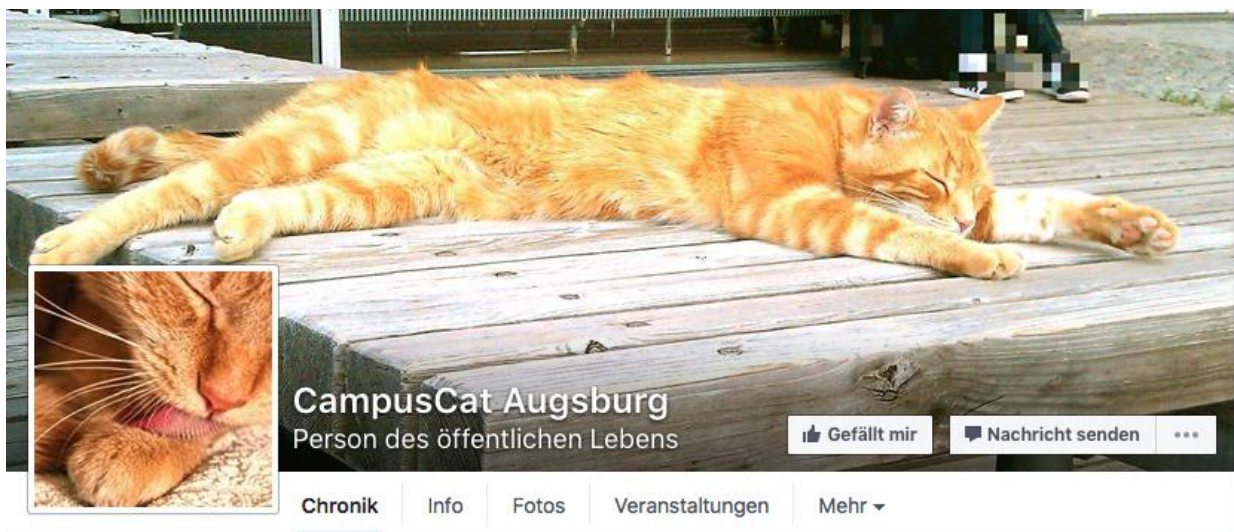 CampusCat Augsburg
Person des öffentlichen Lebens
Gefällt mir
Nachricht senden
Chronik Info Fotos Veranstaltungen Mehr